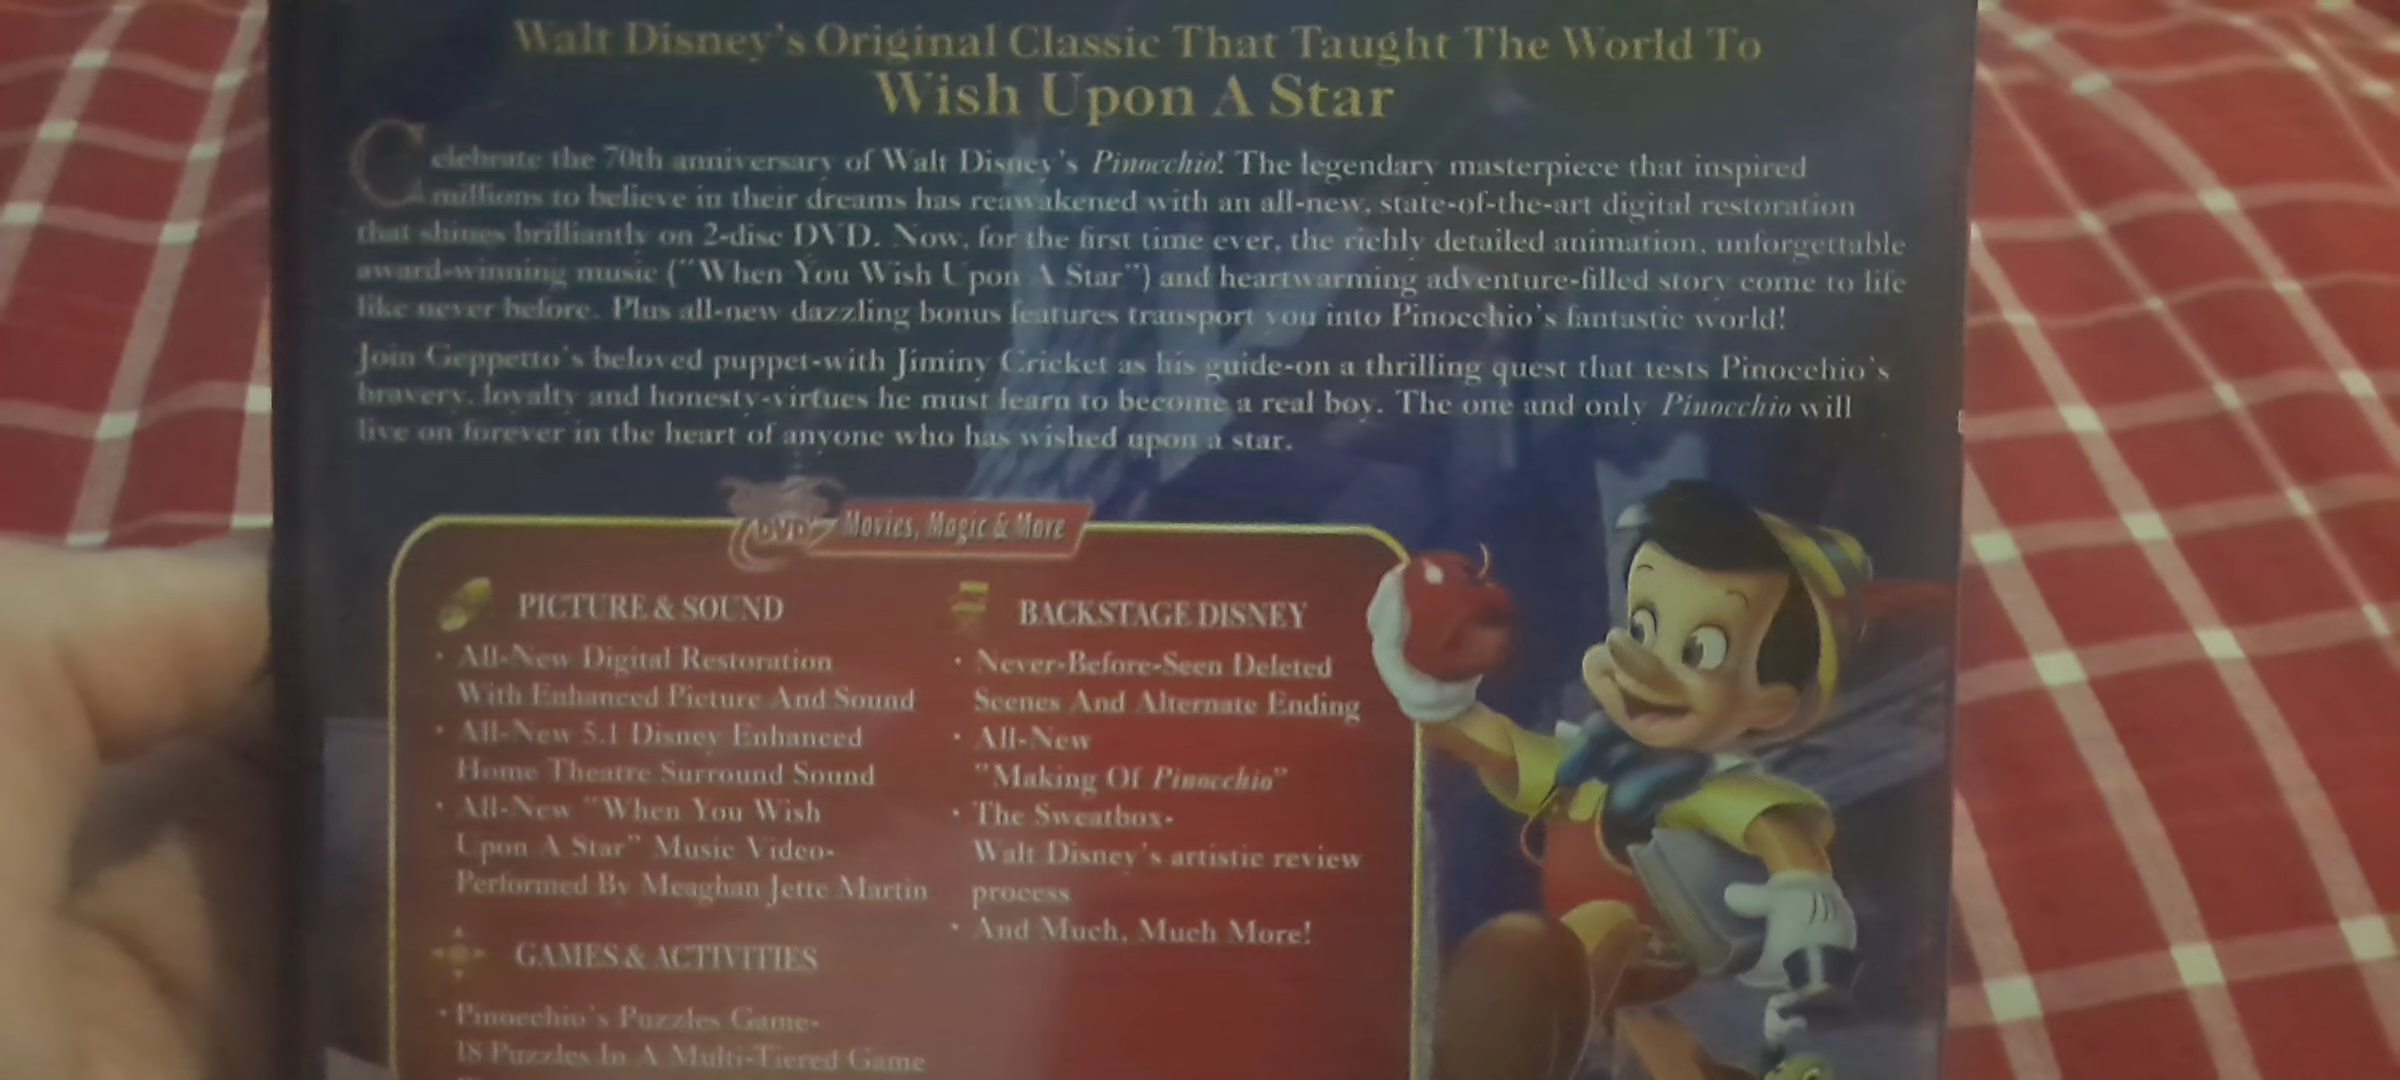 Walt Disney's Original Classic That Taught The World To
Wish Upon A Star
Celebrate the 70th anniversary of Walt Disney's Pinocchio! The legendary masterpiece that inspired
millions to believe in their dreams has reawakened with an all-new, state-of-the-art digital restoration
that shines brilliantly on 2-disc DVD. Now, for the first time ever, the richly detailed animation, unforgettable
award-winning music ("When You Wish Upon A Star") and heartwarming adventure-filled story come to life
like never before. Plus all-new dazzling bonus features transport you into Pinocchio's fantastic world!
Join Geppetto's beloved puppet-with Jiminy Cricket as his guide-on a thrilling quest that tests Pinocchio's
bravery, loyalty and honesty-virtues he must learn to become a real boy. The one and only Pinocchio will
live on forever in the heart of anyone who has wished upon a star.
DVD Movies, Magic & More
PICTURE & SOUND
• All-New Digital Restoration
With Enhanced Picture And Sound
• All-New 5.1 Disney Enhanced
Home Theatre Surround Sound
• All-New "When You Wish
Upon A Star" Music Video-
Performed By Meaghan Jette Martin
GAMES & ACTIVITIES
• Pinocchio's Puzzles Game-
18 Puzzles In A Multi-Tiered Game
BACKSTAGE DISNEY
• Never-Before-Seen Deleted
Scenes And Alternate Ending
• All-New
"Making Of Pinocchio"
• The Sweatbox-
Walt Disney's artistic review
process
• And Much, Much More!